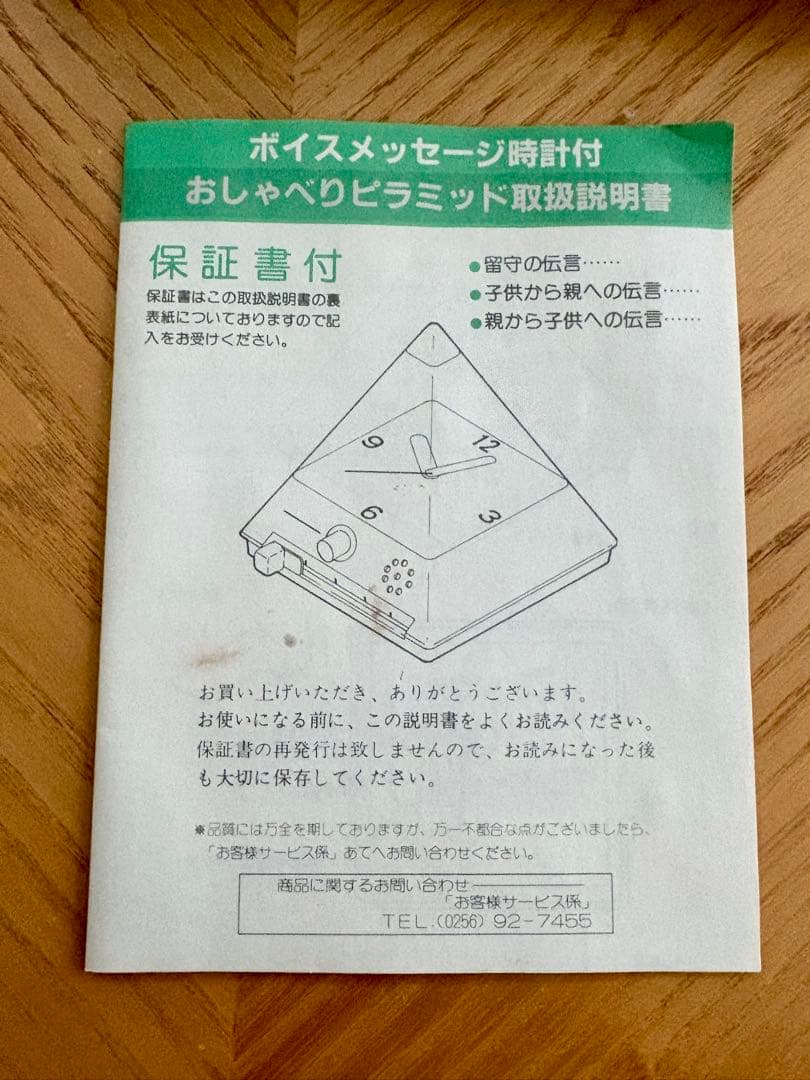 ボイスメッセージ時計付
おしゃべりピラミッド取扱説明書
保証書付
保証書はこの取扱説明書の裏
表紙についておりますので記
入をお受けください。
●留守の伝言……
●子供から親への伝言……
●親から子供への伝言……
9
12
6
3
お買い上げいただき、ありがとうございます。
お使いになる前に、この説明書をよくお読みください。
保証書の再発行は致しませんので、お読みになった後
も大切に保存してください。
※品質には万全を期しておりますが、万一不都合な点がございましたら、
「お客様サービス係」あてへお問い合わせください。
商品に関するお問い合わせ
「お客様サービス係」
TEL.(0256) 92-7455